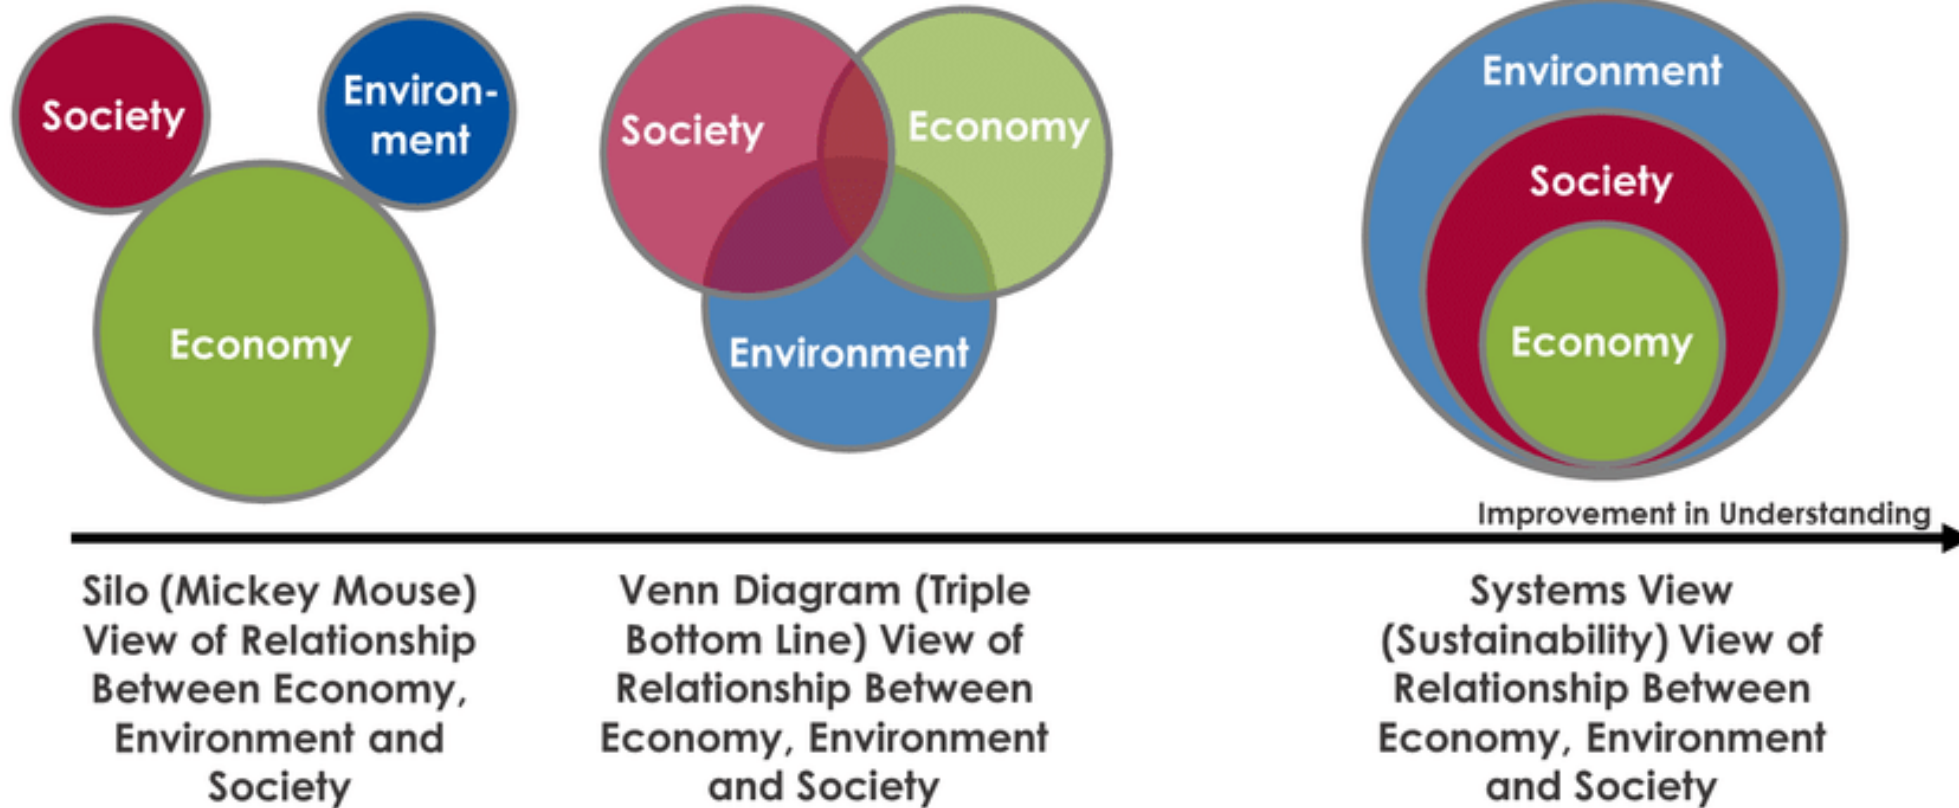 Society
Environ-
ment
Economy
Society
Economy
Environment
Environment
Society
Economy
Improvement in Understanding
Silo (Mickey Mouse)
View of Relationship
Between Economy,
Environment and
Society
Venn Diagram (Triple
Bottom Line) View of
Relationship Between
Economy, Environment
and Society
Systems View
(Sustainability) View of
Relationship Between
Economy, Environment
and Society